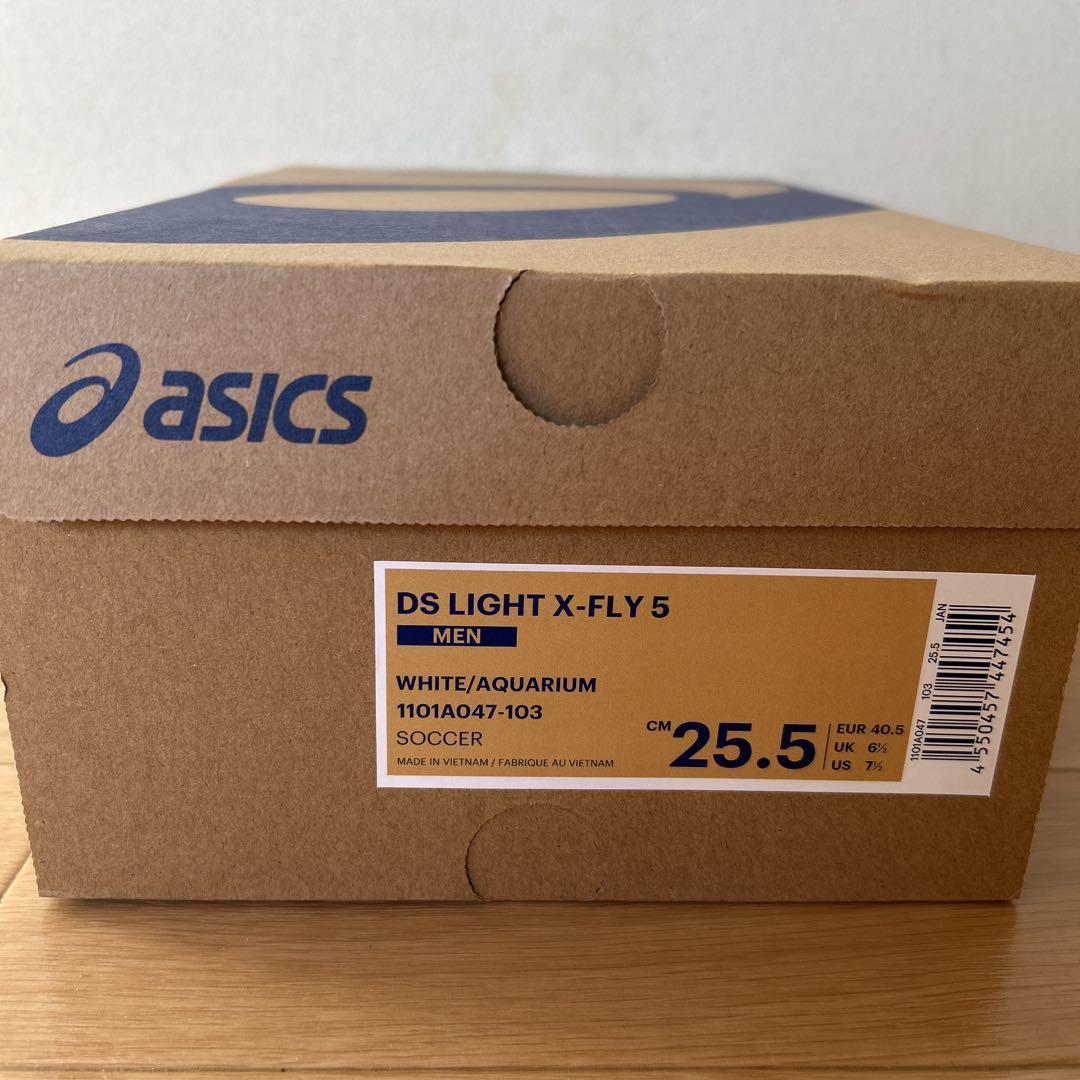 asics
DS LIGHT X-FLY 5
MEN
WHITE/AQUARIUM
1101A047-103
SOCCER
MADE IN VIETNAM / FABRIQUE AU VIETNAM
CM 25.5
EUR 40.5
UK 6½
US 7½
1101A047 103 25.5 JAN
4 550457 447454